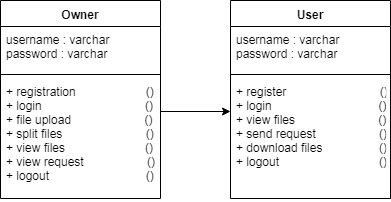 Owner
username : varchar
password : varchar
+ registration ()
+ login ()
+ file upload ()
+ split files ()
+ view files ()
+ view request ()
+ logout ()
User
username : varchar
password : varchar
+ register ()
+ login ()
+ view files ()
+ send request ()
+ download files ()
+ logout ()